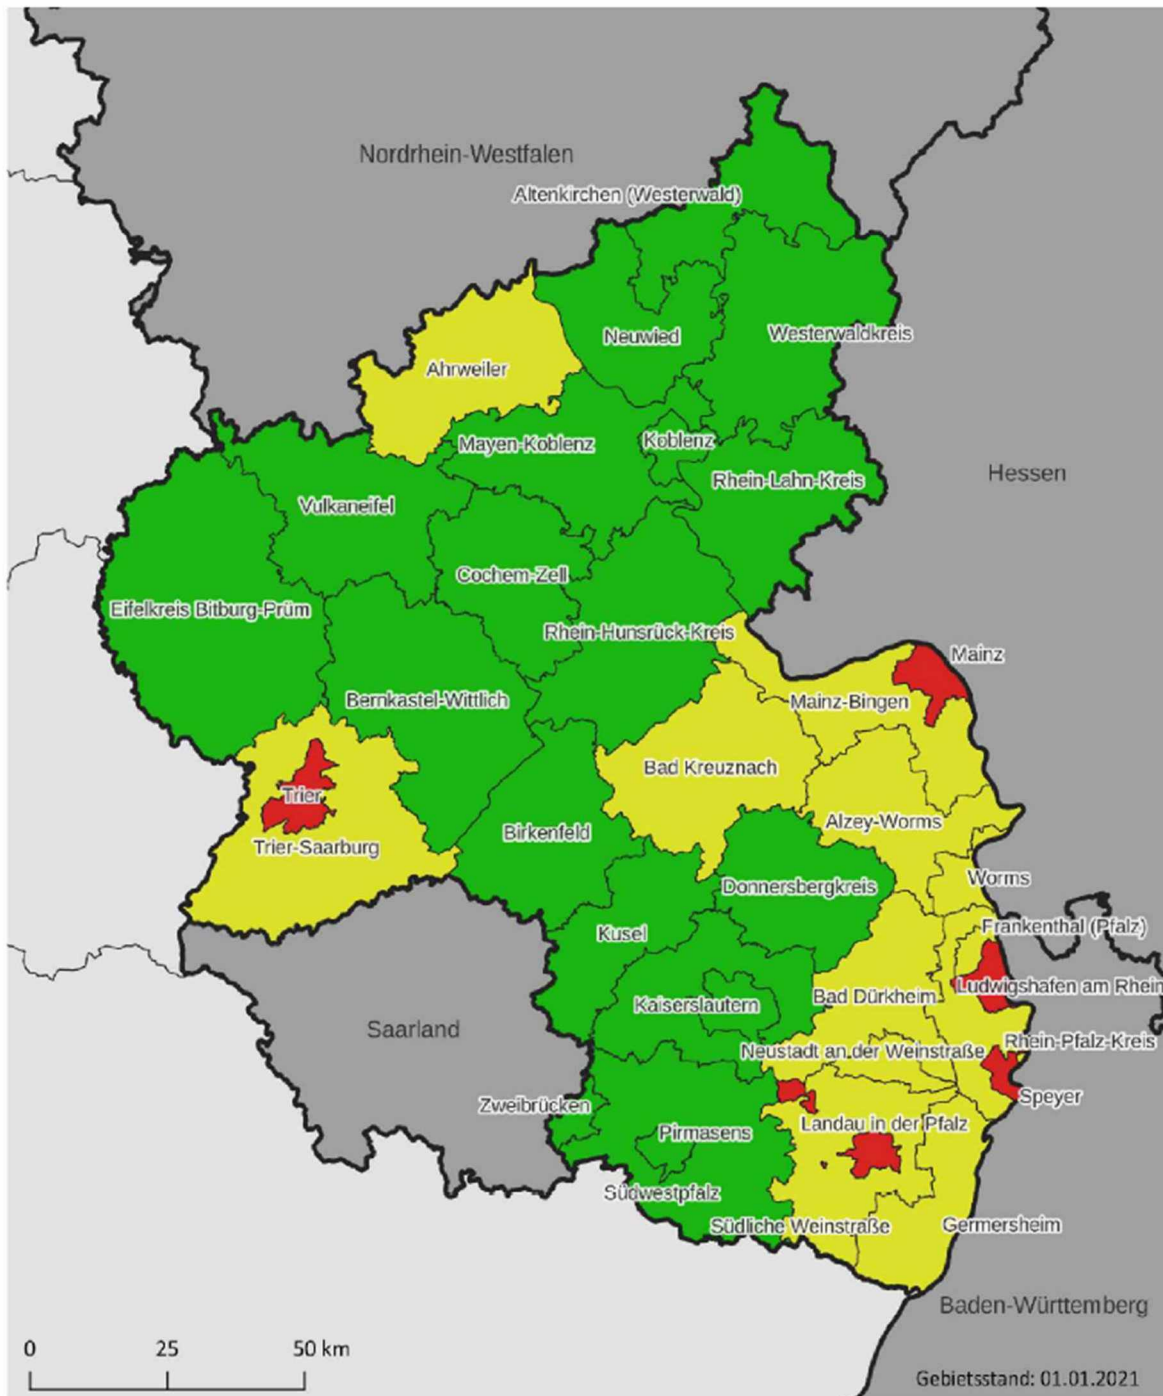 Nordrhein-Westfalen
Altenkirchen (Westerwald)
Neuwied
Westerwaldkreis
Ahrweiler
Mayen-Koblenz
Koblenz
Hessen
Rhein-Lahn-Kreis
Vulkaneifel
Cochem-Zell
Eifelkreis Bitburg-Prüm
Rhein-Hunsrück-Kreis
Mainz
Bernkastel-Wittlich
Mainz-Bingen
Bad Kreuznach
Trier
Alzey-Worms
Birkenfeld
Trier-Saarburg
Worms
Donnersbergkreis
Frankenthal (Pfalz)
Kusel
Ludwigshafen am Rhein
Bad Dürkheim
Kaiserslautern
Saarland
Rhein-Pfalz-Kreis
Neustadt an der Weinstraße
Speyer
Zweibrücken
Landau in der Pfalz
Pirmasens
Südwestpfalz
Südliche Weinstraße
Germersheim
Baden-Württemberg
0 25 50 km
Gebietsstand: 01.01.2021